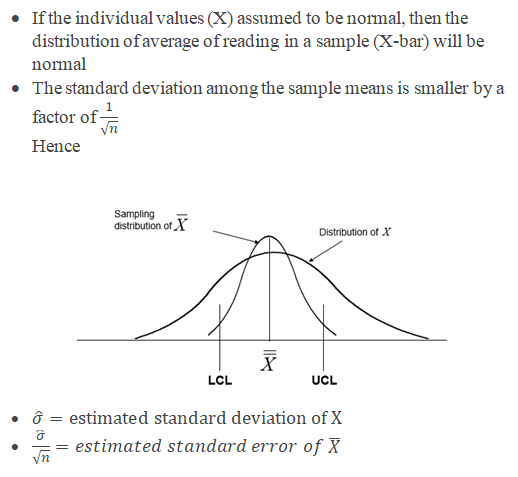 • If the individual values (X) assumed to be normal, then the
distribution of average of reading in a sample (X-bar) will be
normal
• The standard deviation among the sample means is smaller by a
factor of 1/√n
Hence
Sampling
distribution of X̅
Distribution of X
X̿
LCL
UCL
• σ̂ = estimated standard deviation of X
• σ̂/√n = estimated standard error of X̅